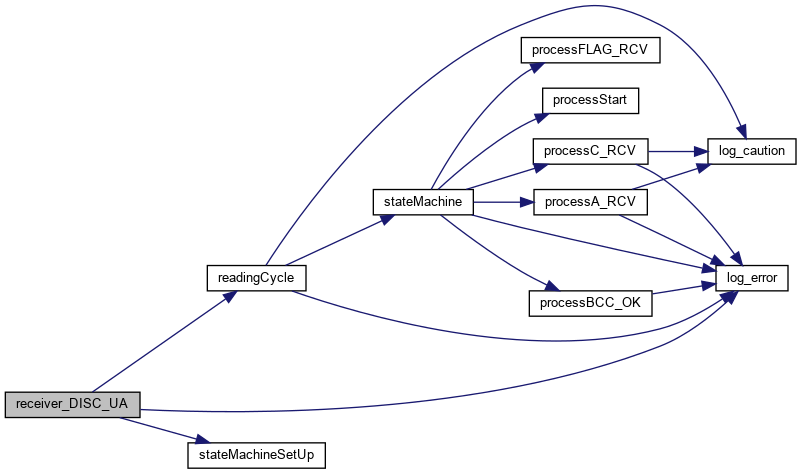 processFLAG_RCV
processStart
processC_RCV
log_caution
stateMachine
processA_RCV
readingCycle
log_error
processBCC_OK
receiver_DISC_UA
stateMachineSetUp